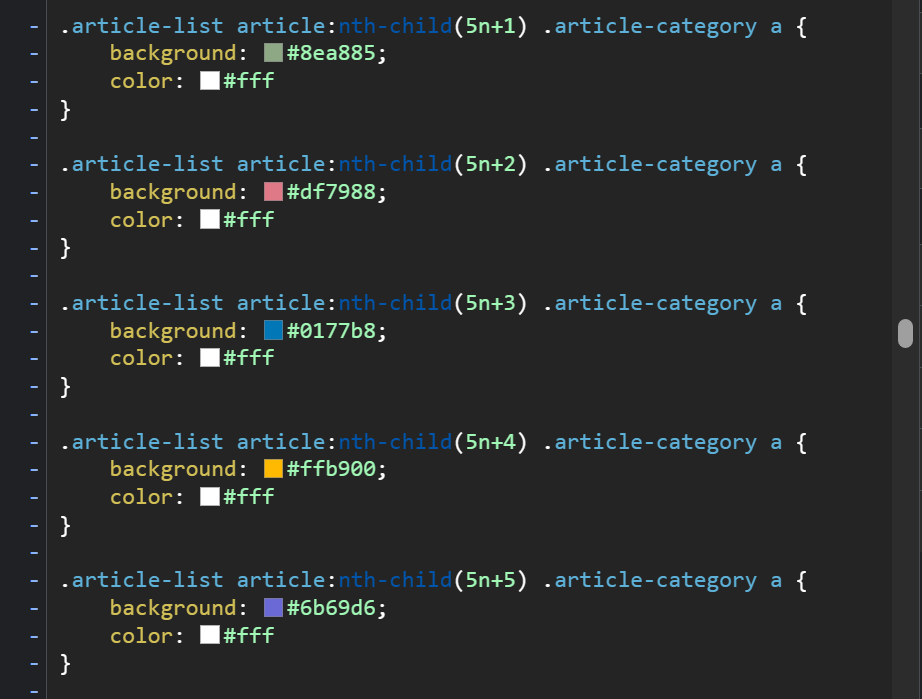 - .article-list article:nth-child(5n+1) .article-category a {
-     background: #8ea885;
-     color: #fff
- }
-
- .article-list article:nth-child(5n+2) .article-category a {
-     background: #df7988;
-     color: #fff
- }
-
- .article-list article:nth-child(5n+3) .article-category a {
-     background: #0177b8;
-     color: #fff
- }
-
- .article-list article:nth-child(5n+4) .article-category a {
-     background: #ffb900;
-     color: #fff
- }
-
- .article-list article:nth-child(5n+5) .article-category a {
-     background: #6b69d6;
-     color: #fff
- }
-